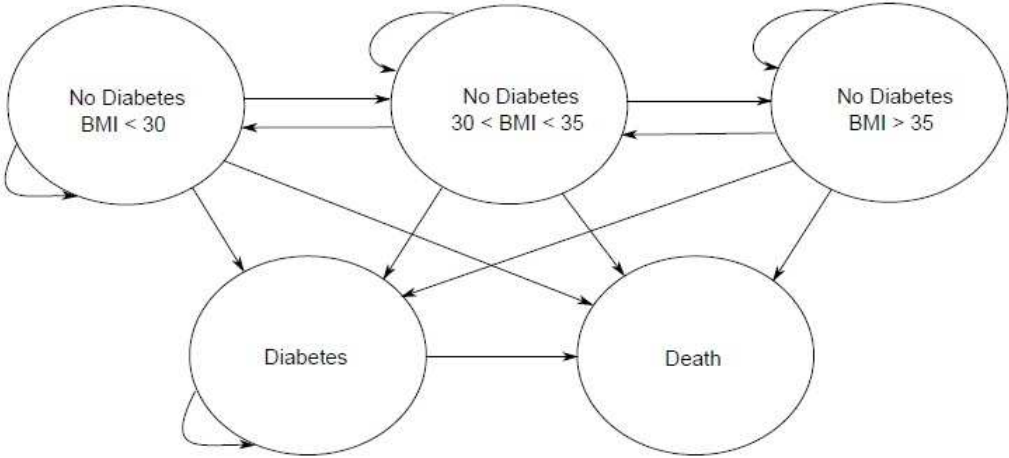 No Diabetes
BMI < 30
No Diabetes
30 < BMI < 35
No Diabetes
BMI > 35
Diabetes
Death